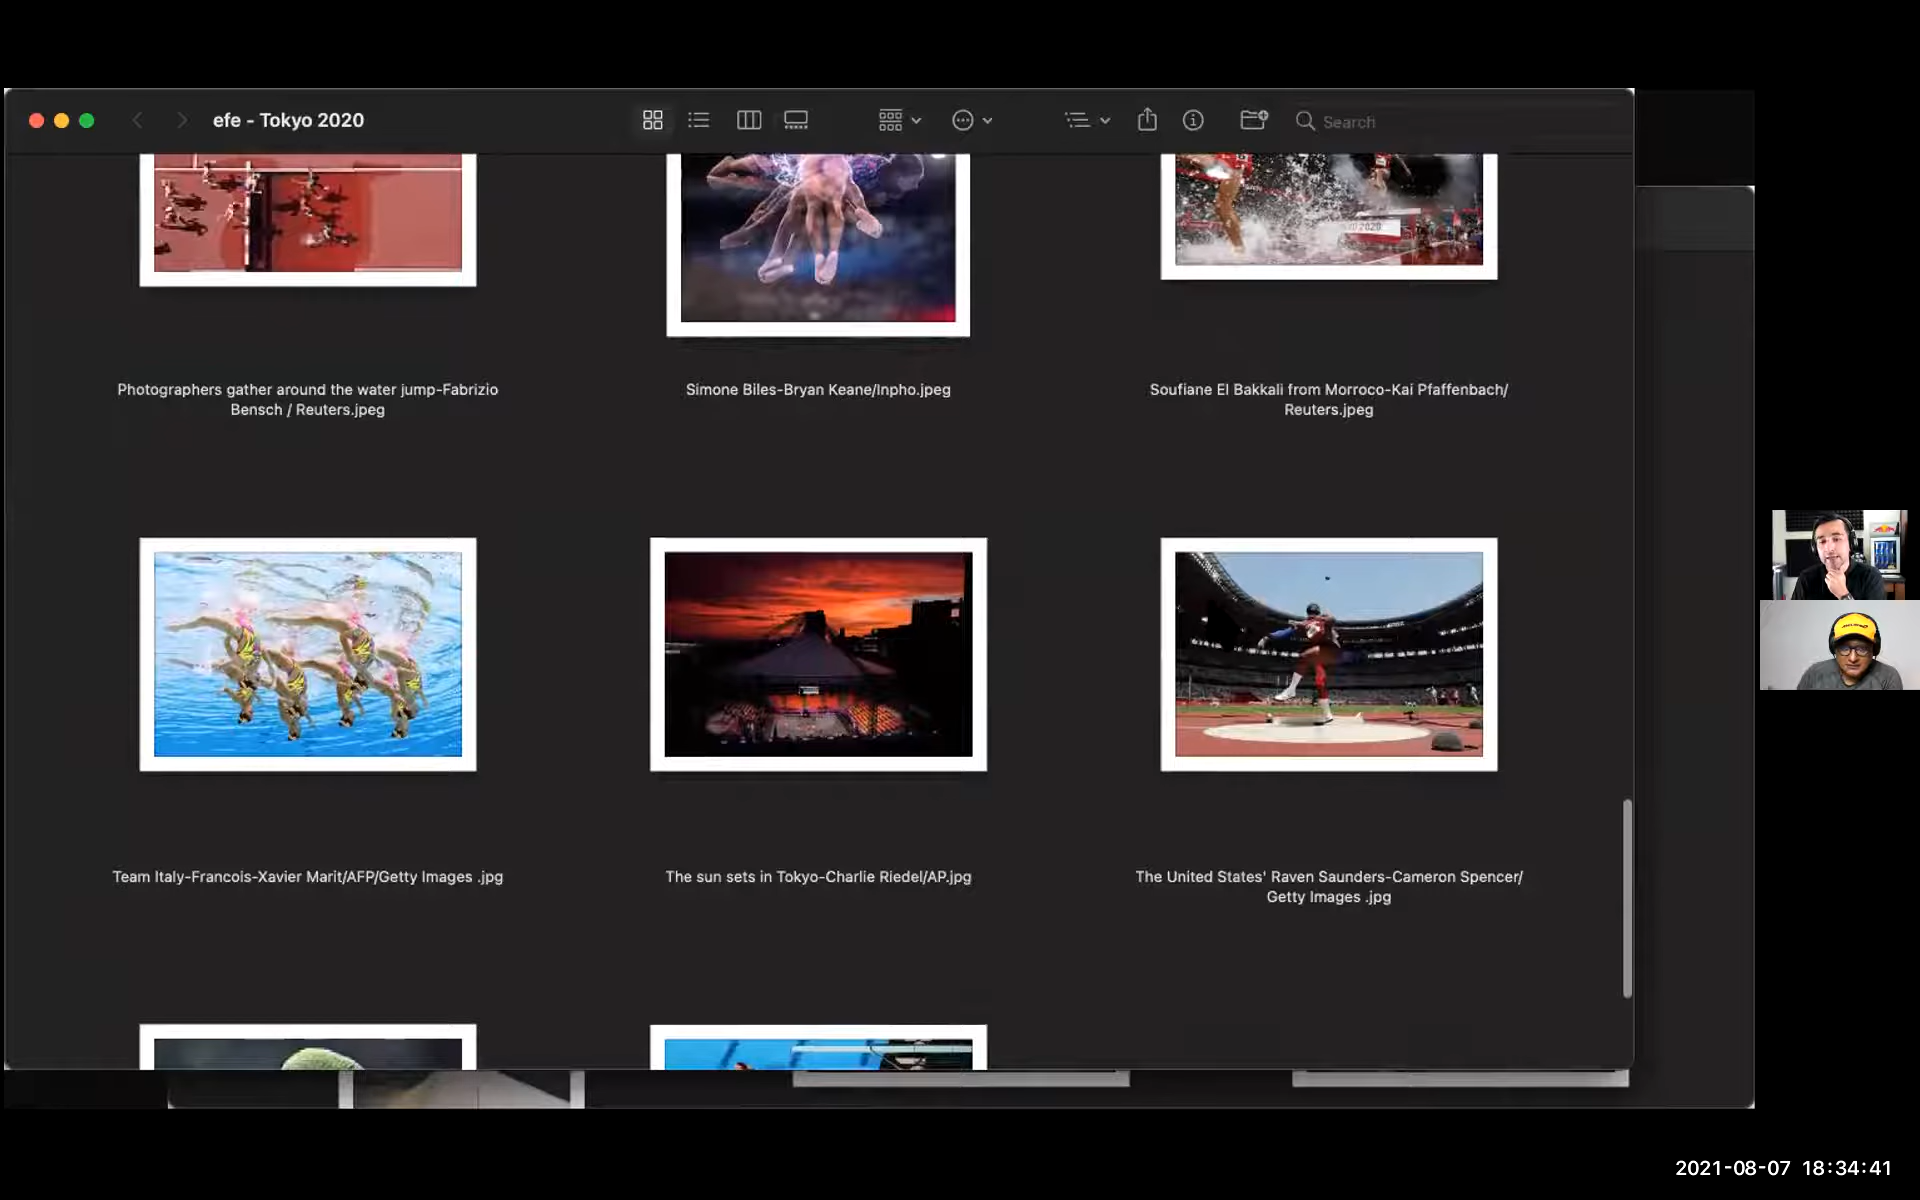 efe - Tokyo 2020
Search
Photographers gather around the water jump-Fabrizio
Bensch / Reuters.jpeg
Simone Biles-Bryan Keane/Inpho.jpeg
Soufiane El Bakkali from Morroco-Kai Pfaffenbach/
Reuters.jpeg
Team Italy-Francois-Xavier Marit/AFP/Getty Images .jpg
The sun sets in Tokyo-Charlie Riedel/AP.jpg
The United States' Raven Saunders-Cameron Spencer/
Getty Images .jpg
2021-08-07 18:34:41